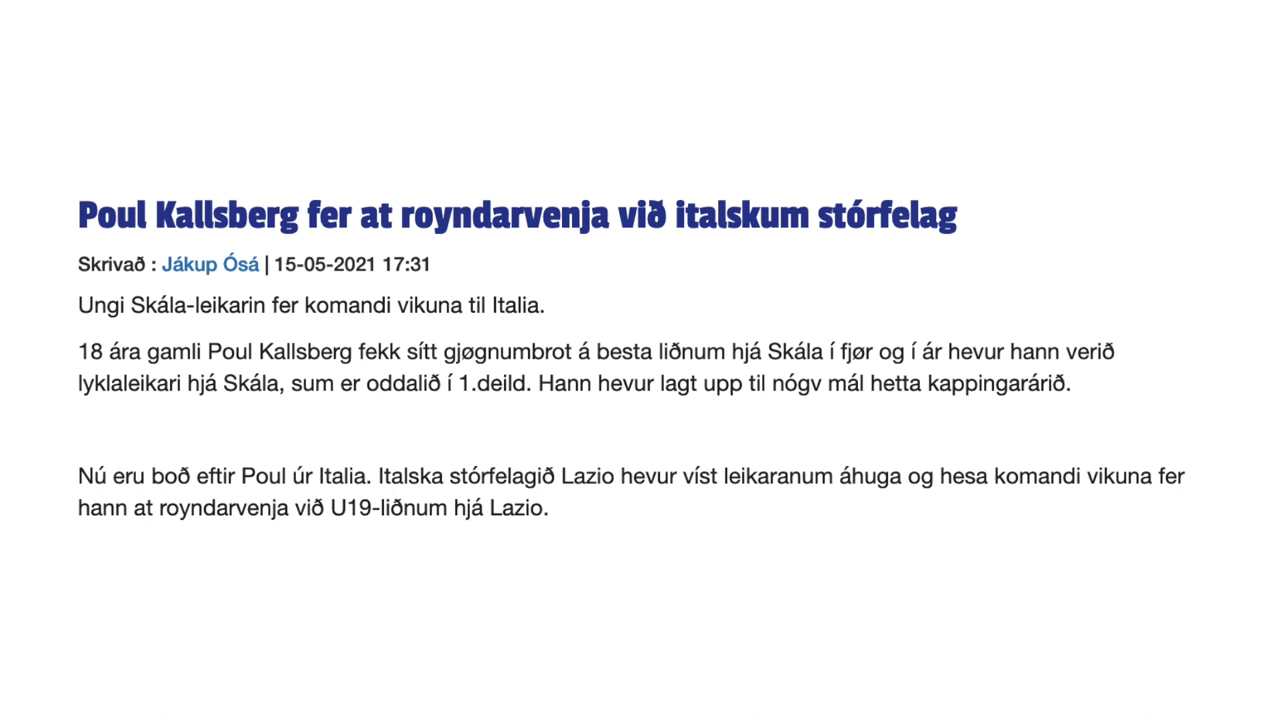 Poul Kallsberg fer at royndarvenja við italskum stórfelag
Skrivað : Jákup Ósá | 15-05-2021 17:31
Ungi Skála-leikarin fer komandi vikuna til Italia.
18 ára gamli Poul Kallsberg fekk sítt gjøgnumbrot á besta liðnum hjá Skála í fjør og í ár hevur hann verið
lyklaleikari hjá Skála, sum er oddalið í 1.deild. Hann hevur lagt upp til nógv mál hetta kappingarárið.
Nú eru boð eftir Poul úr Italia. Italska stórfelagið Lazio hevur víst leikaranum áhuga og hesa komandi vikuna fer
hann at royndarvenja við U19-liðnum hjá Lazio.